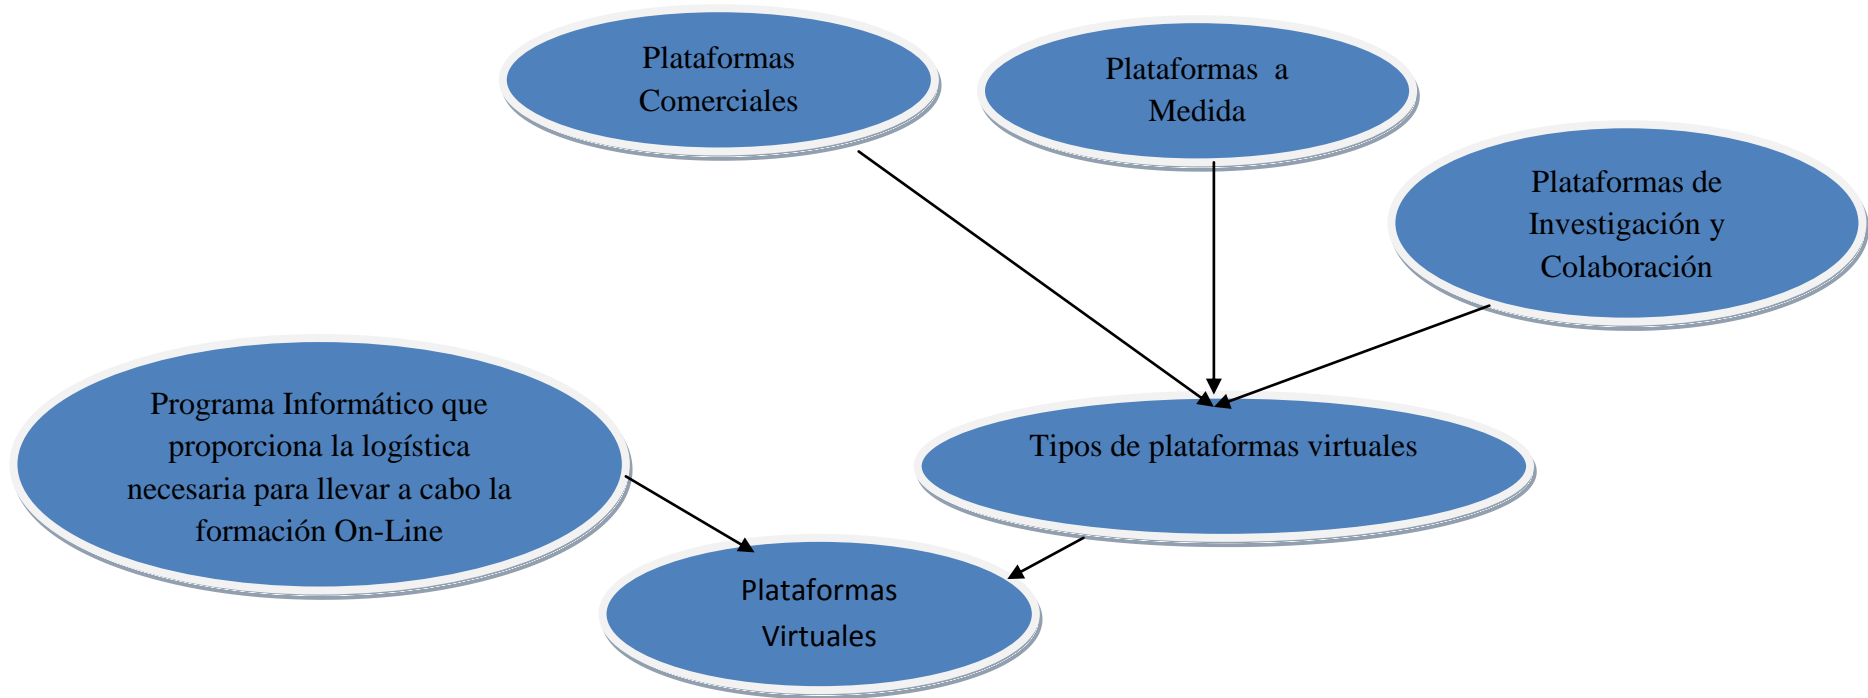 Plataformas
Comerciales
Plataformas a
Medida
Plataformas de
Investigación y
Colaboración
Programa Informático que
proporciona la logística
necesaria para llevar a cabo la
formación On-Line
Tipos de plataformas virtuales
Plataformas
Virtuales